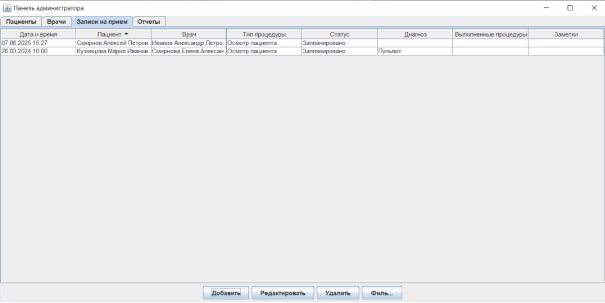 Панель администратора
Пациенты Врачи Записи на прием Отчеты
Дата и время Пациент Врач Тип процедуры Статус Диагноз Выполненные процедуры Заметки
07.06.2025 15:27 Смирнов Алексей Петров... Иванов Александр Петро... Осмотр пациента Запланировано
26.03.2024 10:00 Кузнецова Мария Иванов... Смирнова Елена Алексан... Осмотр пациента Запланировано Пульпит
Добавить Редактировать Удалить Филь...